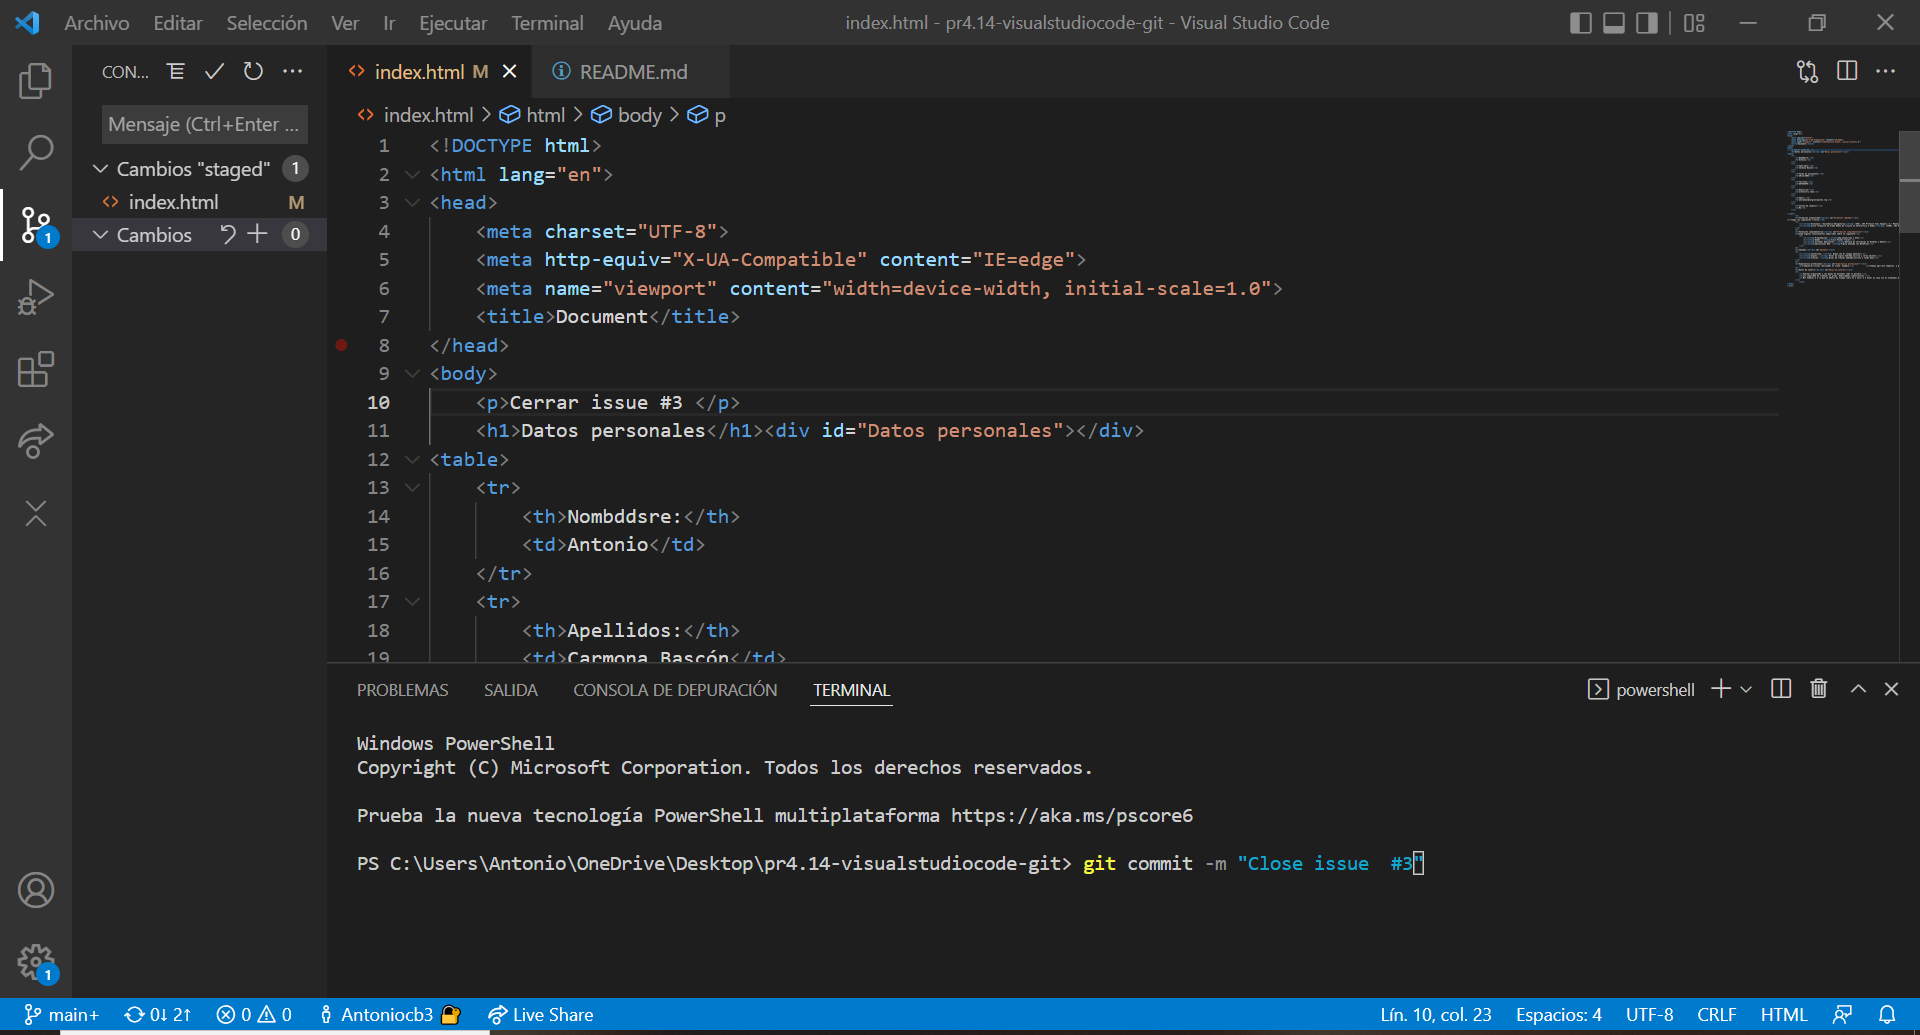 Archivo Editar Selección Ver Ir Ejecutar Terminal Ayuda
index.html - pr4.14-visualstudiocode-git - Visual Studio Code
CON...
Mensaje (Ctrl+Enter ...
Cambios "staged" 1
index.html M
Cambios 0
1
1
index.html M
README.md
index.html > html > body > p
1 <!DOCTYPE html>
2 <html lang="en">
3 <head>
4 <meta charset="UTF-8">
5 <meta http-equiv="X-UA-Compatible" content="IE=edge">
6 <meta name="viewport" content="width=device-width, initial-scale=1.0">
7 <title>Document</title>
8 </head>
9 <body>
10 <p>Cerrar issue #3 </p>
11 <h1>Datos personales</h1><div id="Datos personales"></div>
12 <table>
13 <tr>
14 <th>Nombddsre:</th>
15 <td>Antonio</td>
16 </tr>
17 <tr>
18 <th>Apellidos:</th>
19 <td>Carmona Bascón</td>
PROBLEMAS SALIDA CONSOLA DE DEPURACIÓN TERMINAL
powershell
Windows PowerShell
Copyright (C) Microsoft Corporation. Todos los derechos reservados.
Prueba la nueva tecnología PowerShell multiplataforma https://aka.ms/pscore6
PS C:\Users\Antonio\OneDrive\Desktop\pr4.14-visualstudiocode-git> git commit -m "Close issue  #3"
main+ 0↓ 2↑ 0 0 Antoniocb3 Live Share
Lín. 10, col. 23 Espacios: 4 UTF-8 CRLF HTML